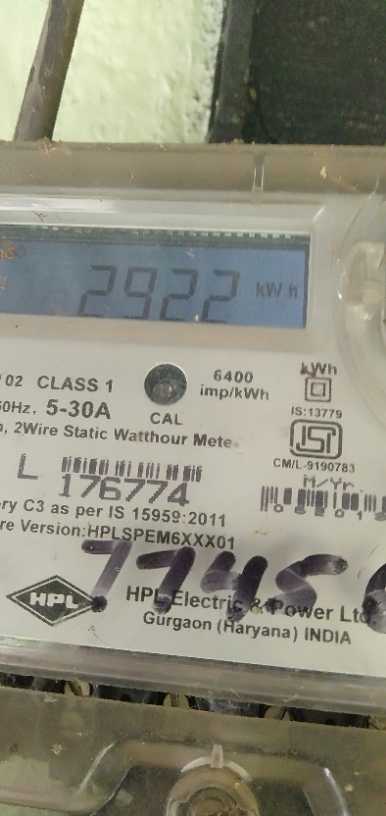 2922 kWh
02 CLASS 1
6400
imp/kWh
kWh
50Hz, 5-30A
CAL
IS:13779
2Wire Static Watthour Mete
ISI
CM/L-9190783
L
176774
M/Yr
C3 as per IS 15959:2011
Version:HPLSPEM6XXX01
7745
HPL
HPL Electric & Power Ltd.
Gurgaon (Haryana) INDIA